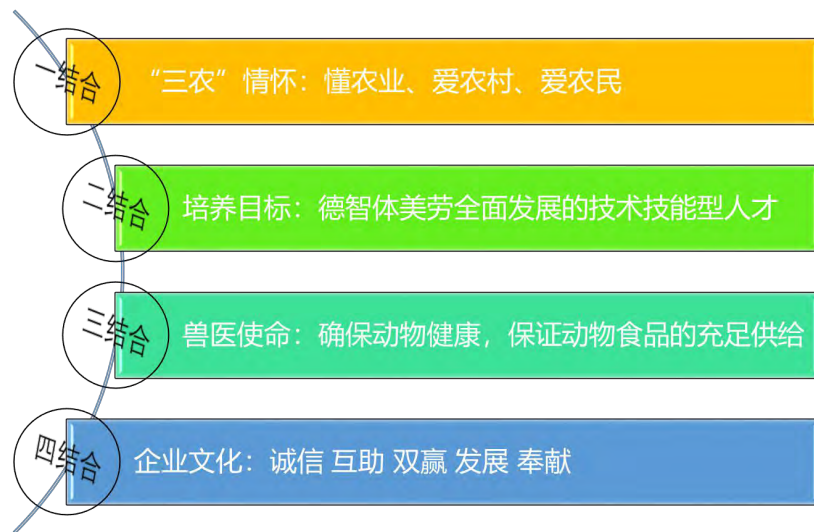 一结合
“三农”情怀：懂农业、爱农村、爱农民
二结合
培养目标：德智体美劳全面发展的技术技能型人才
三结合
兽医使命：确保动物健康，保证动物食品的充足供给
四结合
企业文化：诚信 互助 双赢 发展 奉献